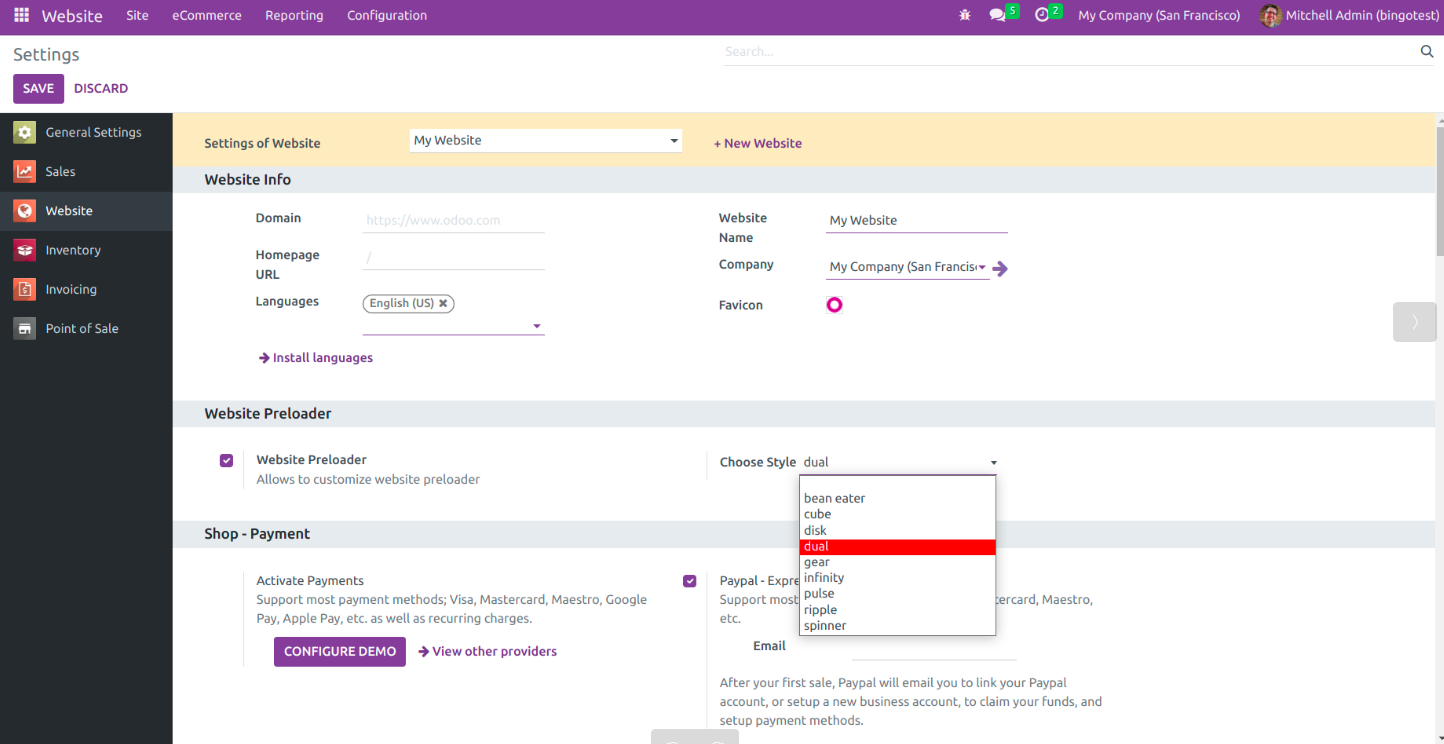 Website Site eCommerce Reporting Configuration 5 2 My Company (San Francisco) Mitchell Admin (bingotest)
Settings
Search...
SAVE DISCARD
General Settings
Sales
Website
Inventory
Invoicing
Point of Sale
Settings of Website My Website + New Website
Website Info
Domain https://www.odoo.com
Homepage
URL
/
Languages English (US)
Install languages
Website
Name
My Website
Company My Company (San Francis
Favicon
Website Preloader
Website Preloader
Allows to customize website preloader
Choose Style dual
bean eater
cube
disk
dual
gear
infinity
pulse
ripple
spinner
Shop - Payment
Activate Payments
Support most payment methods; Visa, Mastercard, Maestro, Google
Pay, Apple Pay, etc. as well as recurring charges.
CONFIGURE DEMO View other providers
Paypal - Expre
Support most tercard, Maestro,
etc.
Email
After your first sale, Paypal will email you to link your Paypal
account, or setup a new business account, to claim your funds, and
setup payment methods.